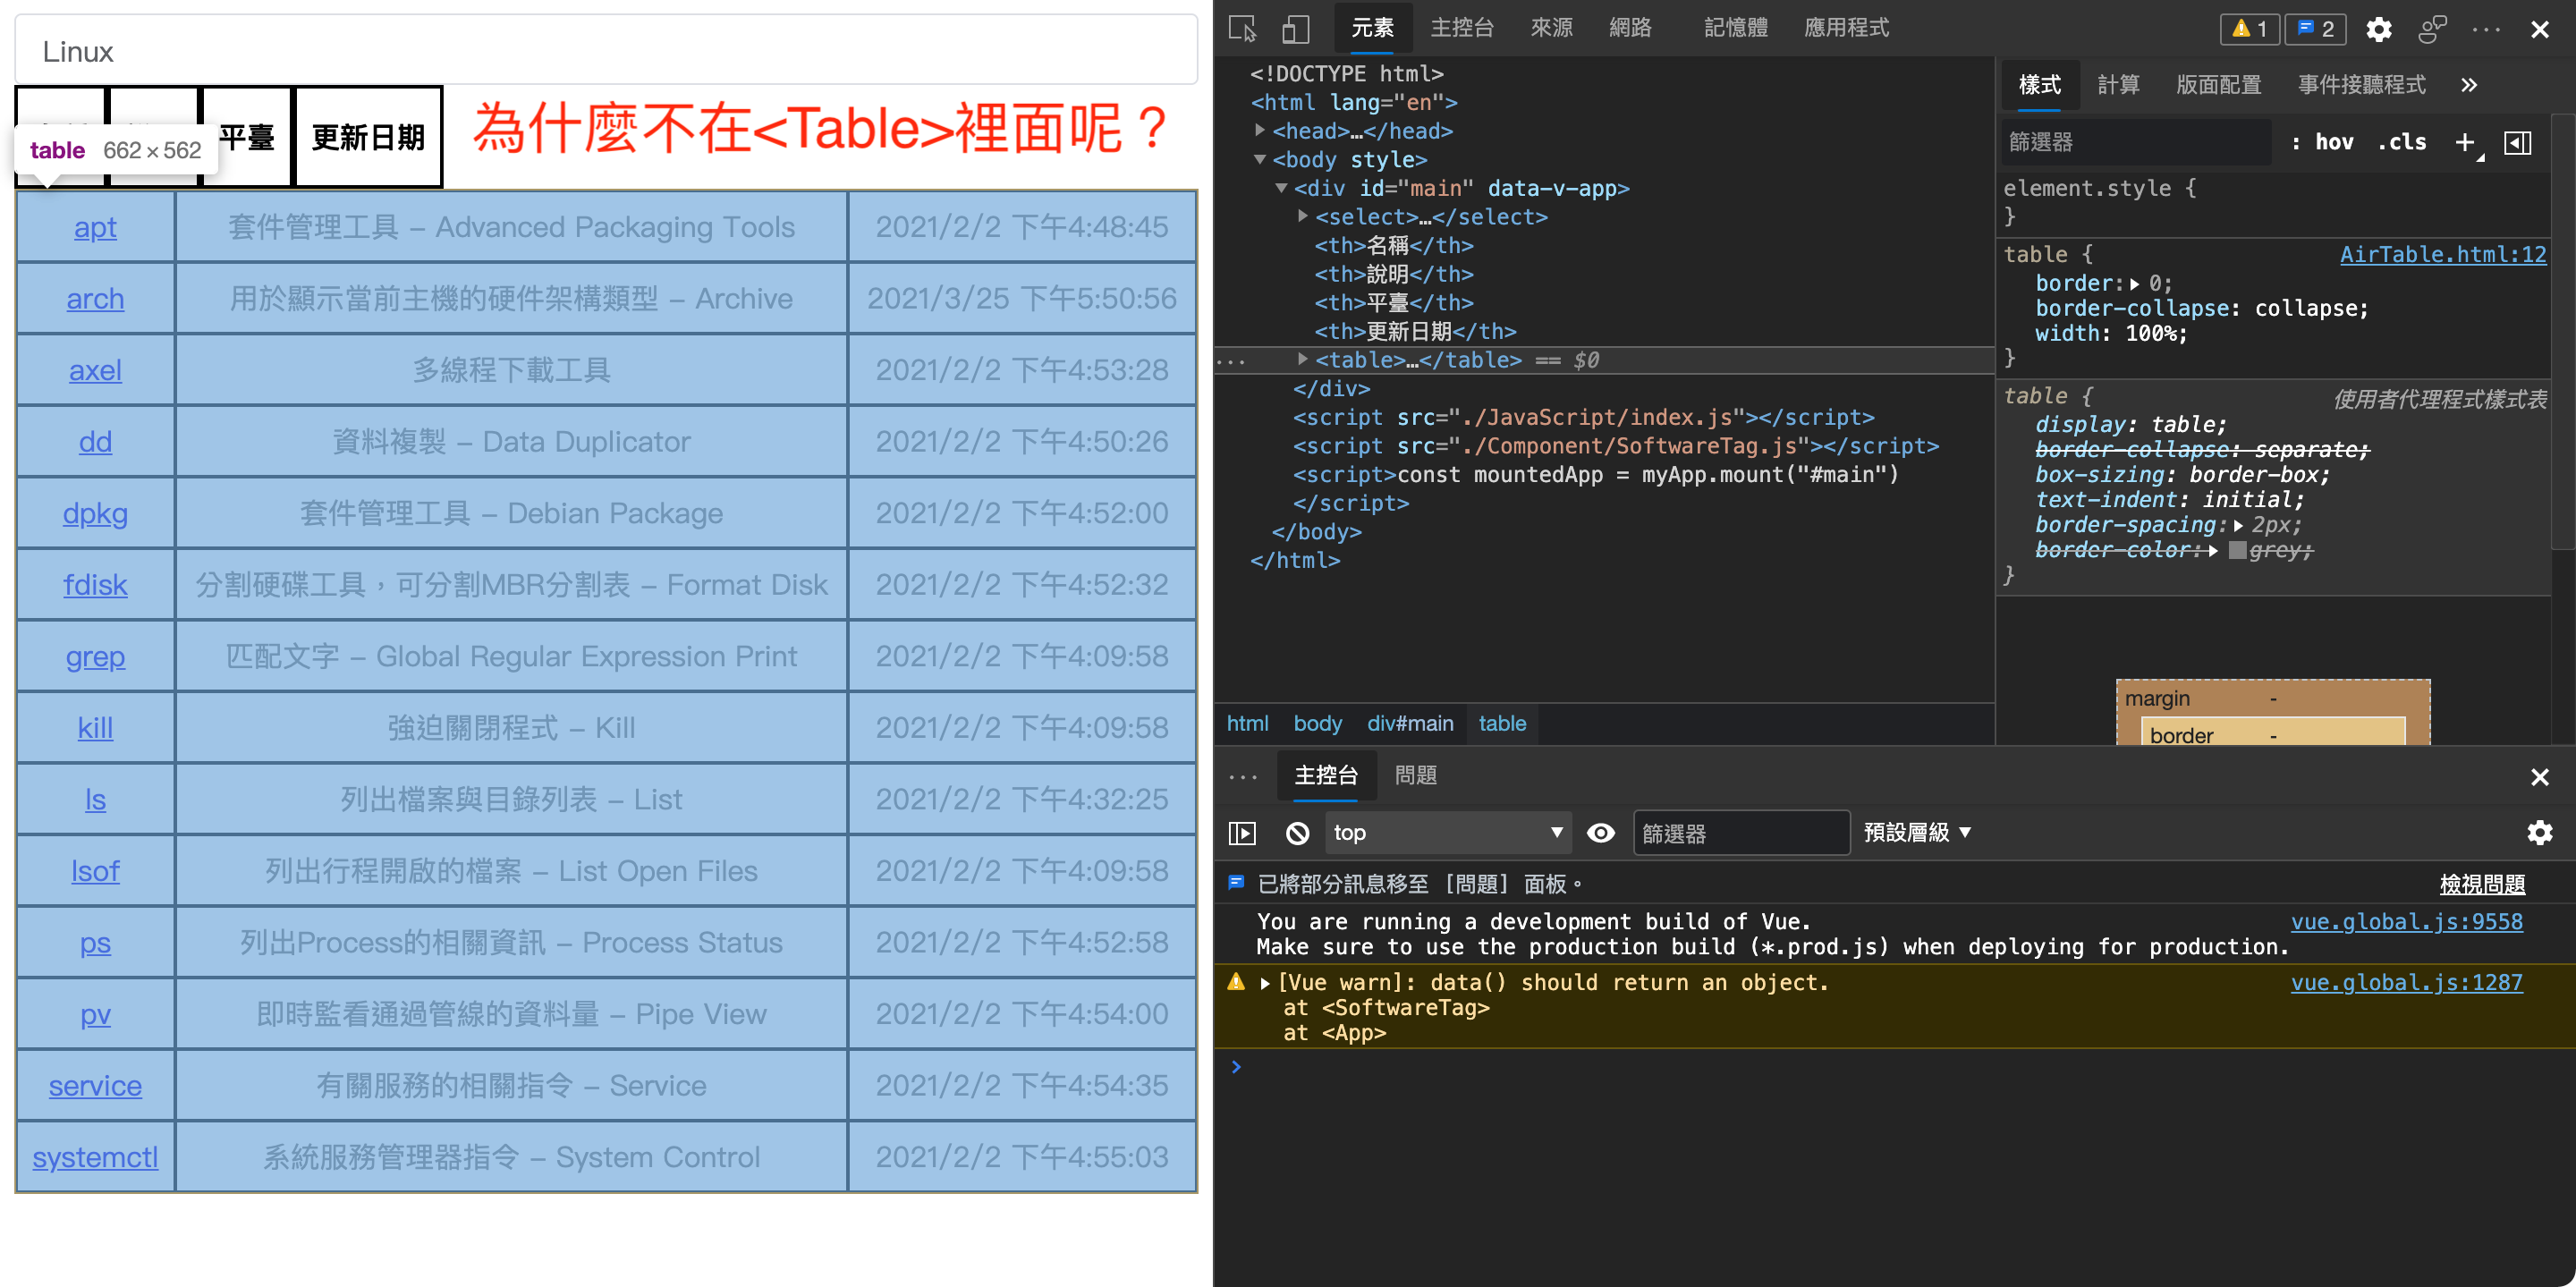 Linux
平臺
更新日期
為什麼不在<Table>裡面呢？
table 662 × 562
apt 套件管理工具 – Advanced Packaging Tools 2021/2/2 下午4:48:45
arch 用於顯示當前主機的硬件架構類型 – Archive 2021/3/25 下午5:50:56
axel 多線程下載工具 2021/2/2 下午4:53:28
dd 資料複製 – Data Duplicator 2021/2/2 下午4:50:26
dpkg 套件管理工具 – Debian Package 2021/2/2 下午4:52:00
fdisk 分割硬碟工具，可分割MBR分割表 – Format Disk 2021/2/2 下午4:52:32
grep 匹配文字 – Global Regular Expression Print 2021/2/2 下午4:09:58
kill 強迫關閉程式 – Kill 2021/2/2 下午4:09:58
ls 列出檔案與目錄列表 – List 2021/2/2 下午4:32:25
lsof 列出行程開啟的檔案 – List Open Files 2021/2/2 下午4:09:58
ps 列出Process的相關資訊 – Process Status 2021/2/2 下午4:52:58
pv 即時監看通過管線的資料量 – Pipe View 2021/2/2 下午4:54:00
service 有關服務的相關指令 – Service 2021/2/2 下午4:54:35
systemctl 系統服務管理器指令 – System Control 2021/2/2 下午4:55:03
元素 主控台 來源 網路 記憶體 應用程式 1 2
<!DOCTYPE html>
<html lang="en">
<head>…</head>
<body style>
<div id="main" data-v-app>
<select>…</select>
<th>名稱</th>
<th>說明</th>
<th>平臺</th>
<th>更新日期</th>
<table>…</table> == $0
</div>
<script src="./JavaScript/index.js"></script>
<script src="./Component/SoftwareTag.js"></script>
<script>const mountedApp = myApp.mount("#main")
</script>
</body>
</html>
html body div#main table
樣式 計算 版面配置 事件接聽程式
篩選器 :hov .cls
element.style {
}
table { AirTable.html:12
border: 0;
border-collapse: collapse;
width: 100%;
}
table { 使用者代理程式樣式表
display: table;
border-collapse: separate;
box-sizing: border-box;
text-indent: initial;
border-spacing: 2px;
border-color: grey;
}
margin -
border -
主控台 問題
top 篩選器 預設層級
已將部分訊息移至 [問題] 面板。 檢視問題
You are running a development build of Vue. vue.global.js:9558
Make sure to use the production build (*.prod.js) when deploying for production.
[Vue warn]: data() should return an object. vue.global.js:1287
at <SoftwareTag>
at <App>